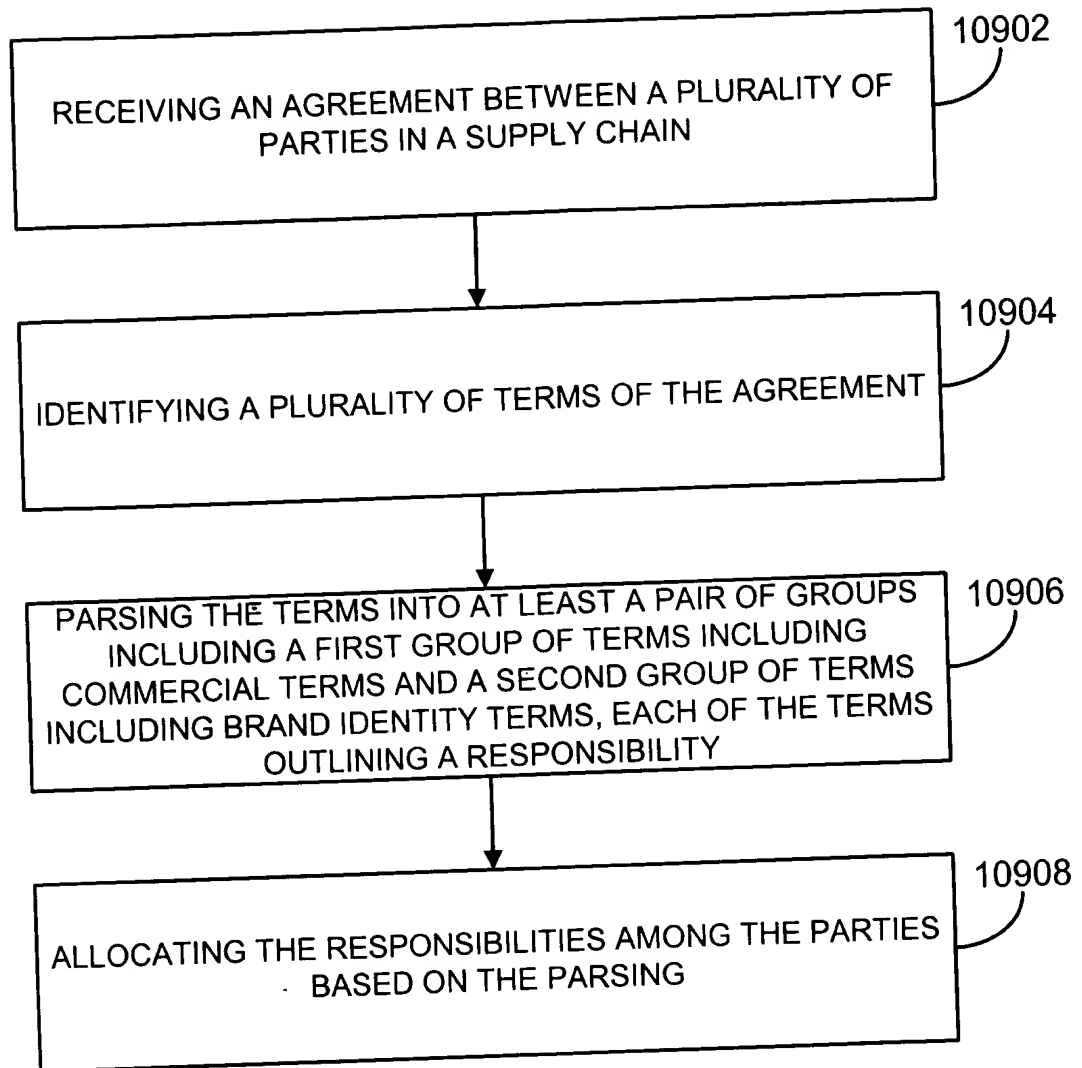 10902
RECEIVING AN AGREEMENT BETWEEN A PLURALITY OF
PARTIES IN A SUPPLY CHAIN
10904
IDENTIFYING A PLURALITY OF TERMS OF THE AGREEMENT
10906
PARSING THE TERMS INTO AT LEAST A PAIR OF GROUPS
INCLUDING A FIRST GROUP OF TERMS INCLUDING
COMMERCIAL TERMS AND A SECOND GROUP OF TERMS
INCLUDING BRAND IDENTITY TERMS, EACH OF THE TERMS
OUTLINING A RESPONSIBILITY
10908
ALLOCATING THE RESPONSIBILITIES AMONG THE PARTIES
BASED ON THE PARSING